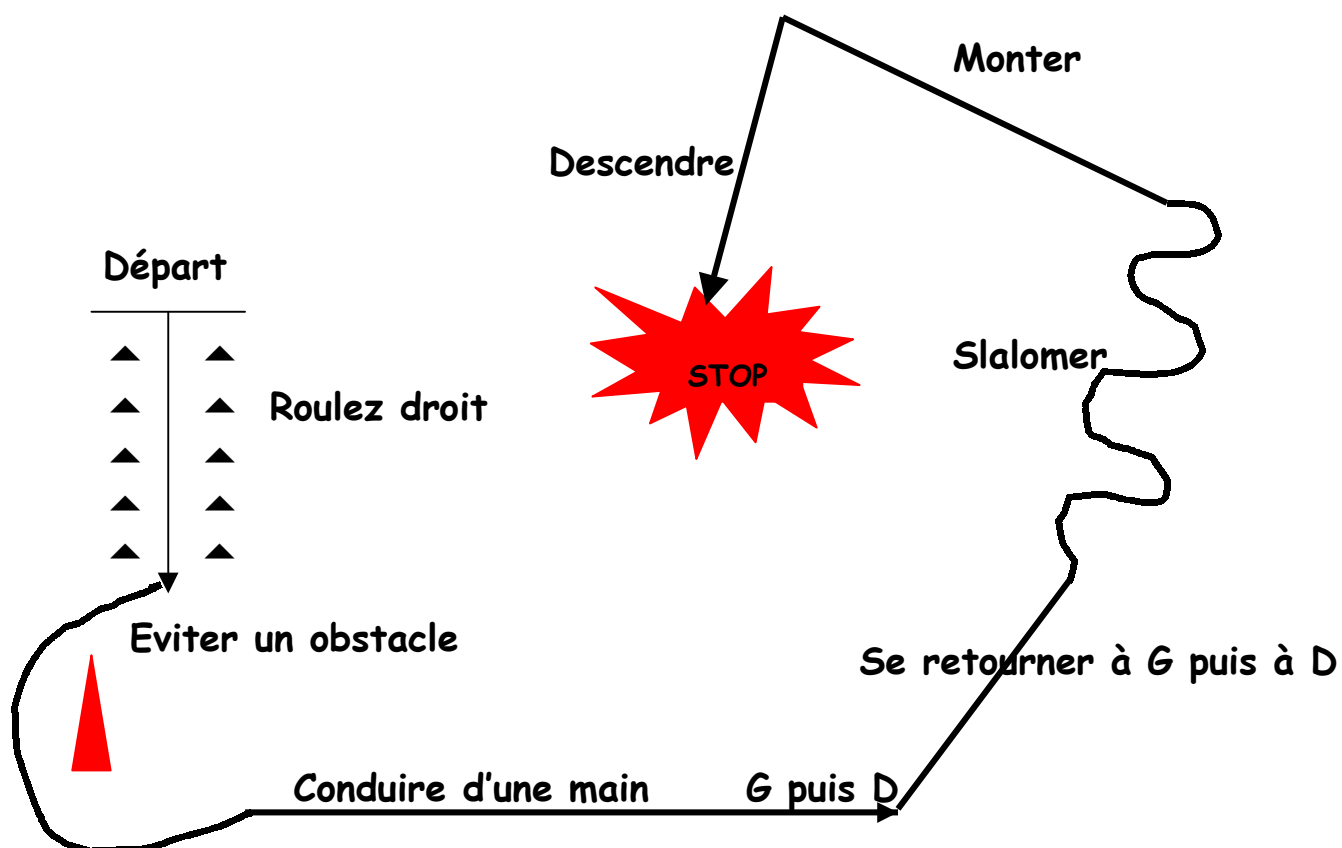 Monter
Descendre
Départ
Slalomer
STOP
Roulez droit
Eviter un obstacle
Se retourner à G puis à D
Conduire d'une main G puis D